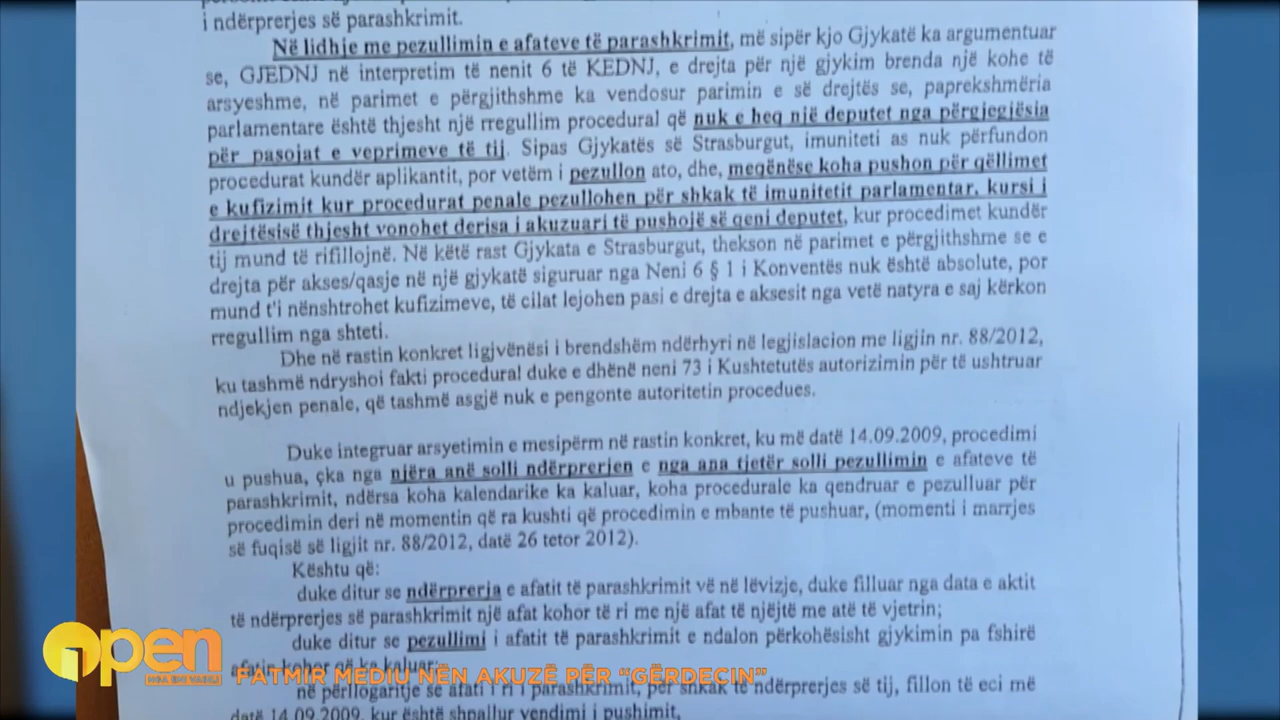 i ndërprerjes së parashkrimit.
Në lidhje me pezullimin e afateve të parashkrimit, më sipër kjo Gjykatë ka argumentuar
se, GJEDNJ në interpretim të nenit 6 të KEDNJ, e drejta për një gjykim brenda një kohe të
arsyeshme, në parimet e përgjithshme ka vendosur parimin e së drejtës se, paprekshmëria
parlamentare është thjesht një rregullim procedural që nuk e heq një deputet nga përgjegjësia
për pasojat e veprimeve të tij. Sipas Gjykatës së Strasburgut, imuniteti as nuk përfundon
procedurat kundër aplikantit, por vetëm i pezullon ato, dhe, meqënëse koha pushon për qëllimet
e kufizimit kur procedurat penale pezullohen për shkak të imunitetit parlamentar, kursi i
drejtësisë thjesht vonohet derisa i akuzuari të pushojë së qeni deputet, kur procedimet kundër
tij mund të rifillojnë. Në këtë rast Gjykata e Strasburgut, thekson në parimet e përgjithshme se e
drejta për akses/qasje në një gjykatë siguruar nga Neni 6 § 1 i Konventës nuk është absolute, por
mund t'i nënshtrohet kufizimeve, të cilat lejohen pasi e drejta e aksesit nga vetë natyra e saj kërkon
rregullim nga shteti.
Dhe në rastin konkret ligjvënësi i brendshëm ndërhyri në legjislacion me ligjin nr. 88/2012,
ku tashmë ndryshoi fakti procedural duke e dhënë neni 73 i Kushtetutës autorizimin për të ushtruar
ndjekjen penale, që tashmë asgjë nuk e pengonte autoritetin procedues.
Duke integruar arsyetimin e mësipërm në rastin konkret, ku më datë 14.09.2009, procedimi
u pushua, çka nga njëra anë solli ndërprerjen e nga ana tjetër solli pezullimin e afateve të
parashkrimit, ndërsa koha kalendarike ka kaluar, koha procedurale ka qendruar e pezulluar për
procedimin deri në momentin që ra kushti që procedimin e mbante të pushuar, (momenti i marrjes
së fuqisë së ligjit nr. 88/2012, datë 26 tetor 2012).
Kështu që:
duke ditur se ndërprerja e afatit të parashkrimit vë në lëvizje, duke filluar nga data e aktit
të ndërprerjes së parashkrimit një afat kohor të ri me një afat të njëjtë me atë të vjetrin;
duke ditur se pezullimi i afatit të parashkrimit e ndalon përkohësisht gjykimin pa fshirë
afatin kohor që ka kaluar;
open
NGA ENI VASILI
FATMIR MEDIU NËN AKUZË PËR "GËRDECIN"
në përllogaritje se afati i ri i parashkrimit, për shkak të ndërprerjes së tij, fillon të eci më
datë 14.09.2009, kur është shpallur vendimi i pushimit,